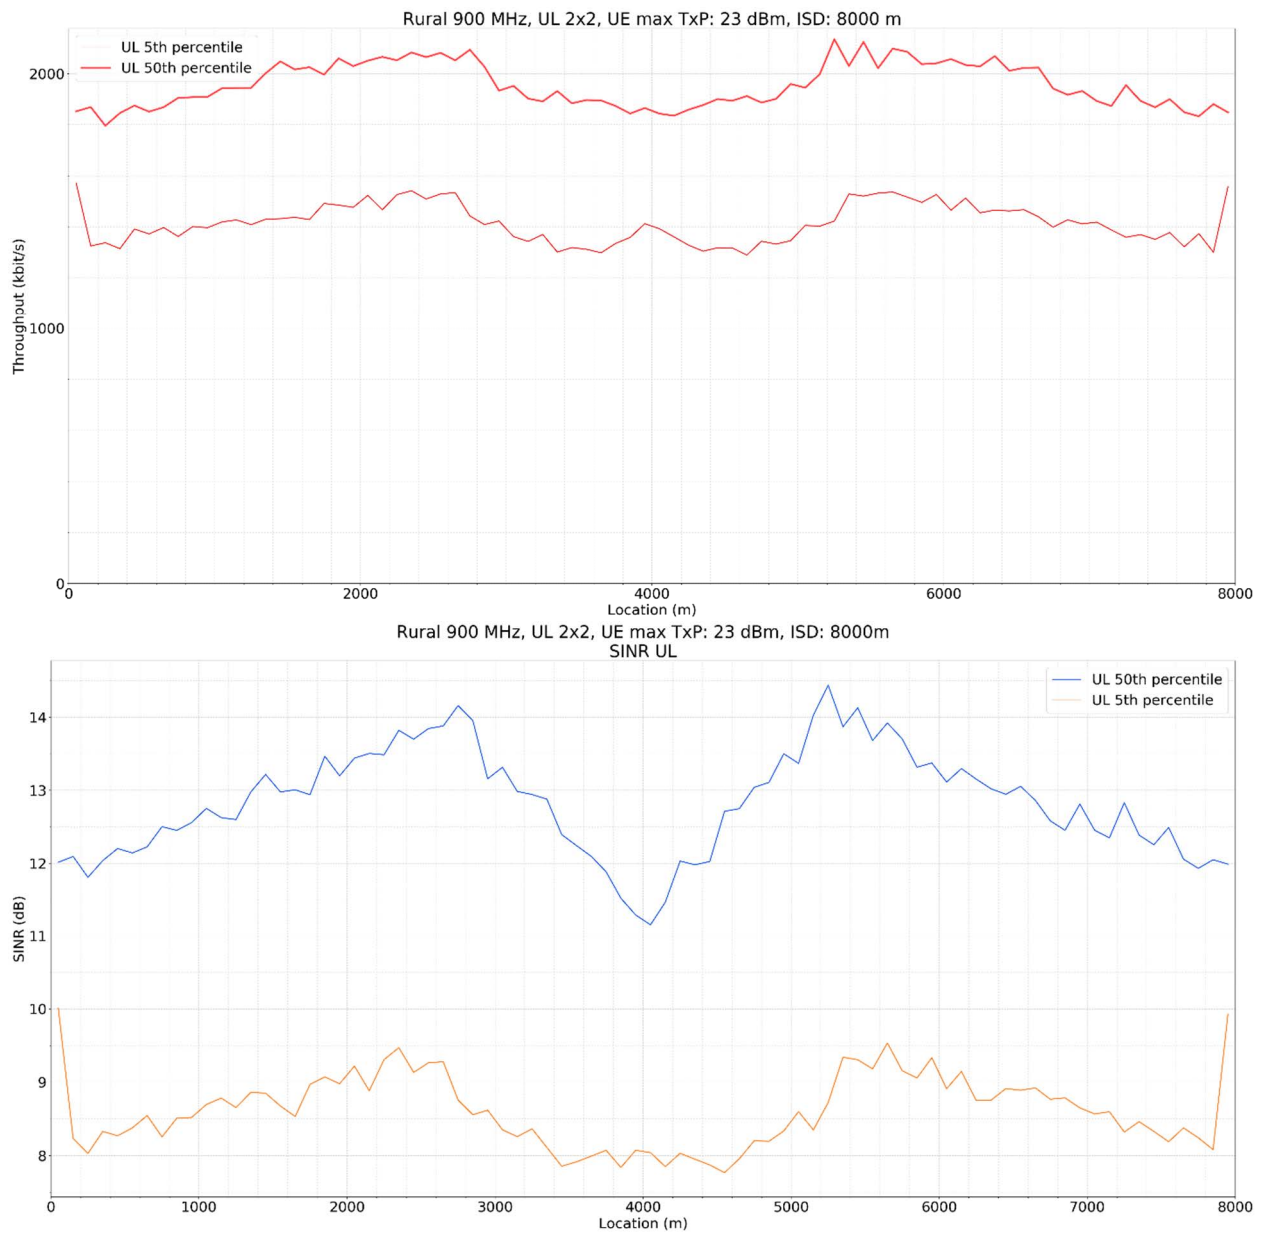 Rural 900 MHz, UL 2x2, UE max TxP: 23 dBm, ISD: 8000 m
UL 5th percentile
UL 50th percentile
2000
1000
0
Throughput (kbit/s)
0 2000 4000 6000 8000
Location (m)
Rural 900 MHz, UL 2x2, UE max TxP: 23 dBm, ISD: 8000m
SINR UL
UL 50th percentile
UL 5th percentile
14
13
12
11
10
9
8
SINR (dB)
0 1000 2000 3000 4000 5000 6000 7000 8000
Location (m)